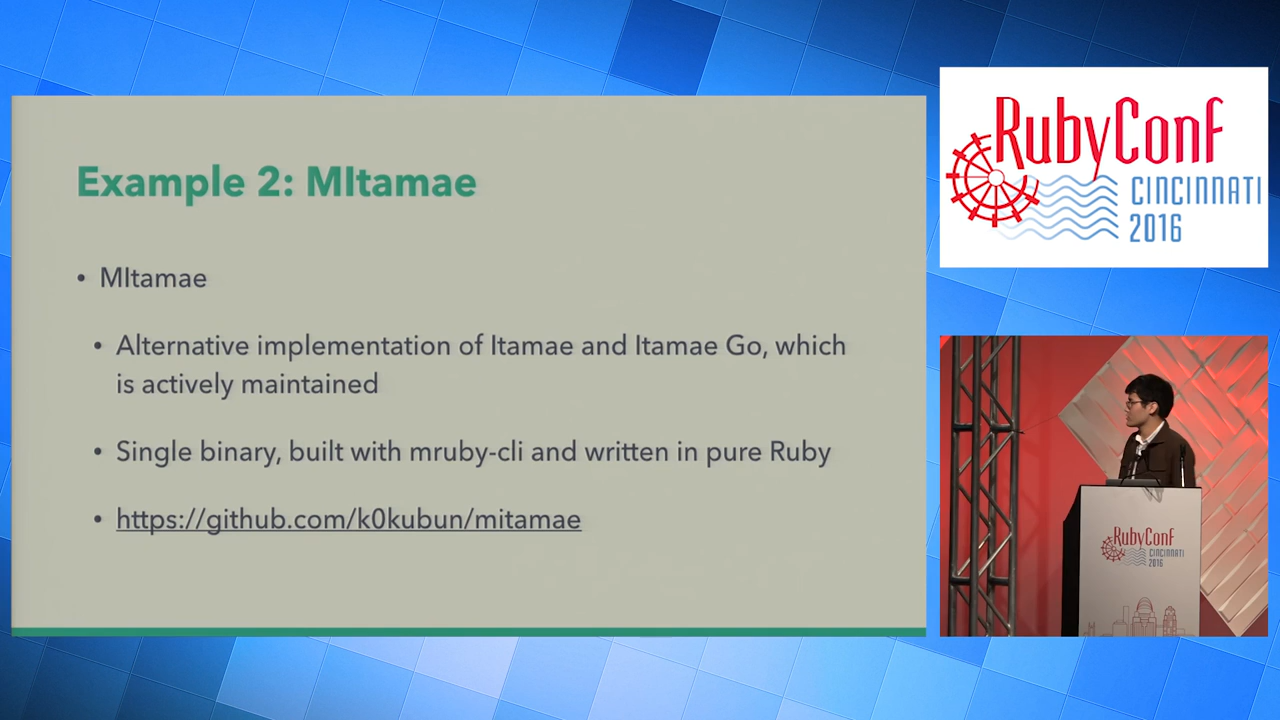 Example 2: MItamae
• MItamae
• Alternative implementation of Itamae and Itamae Go, which
is actively maintained
• Single binary, built with mruby-cli and written in pure Ruby
• https://github.com/k0kubun/mitamae
RubyConf
CINCINNATI
2016
RubyConf
CINCINNATI
2016